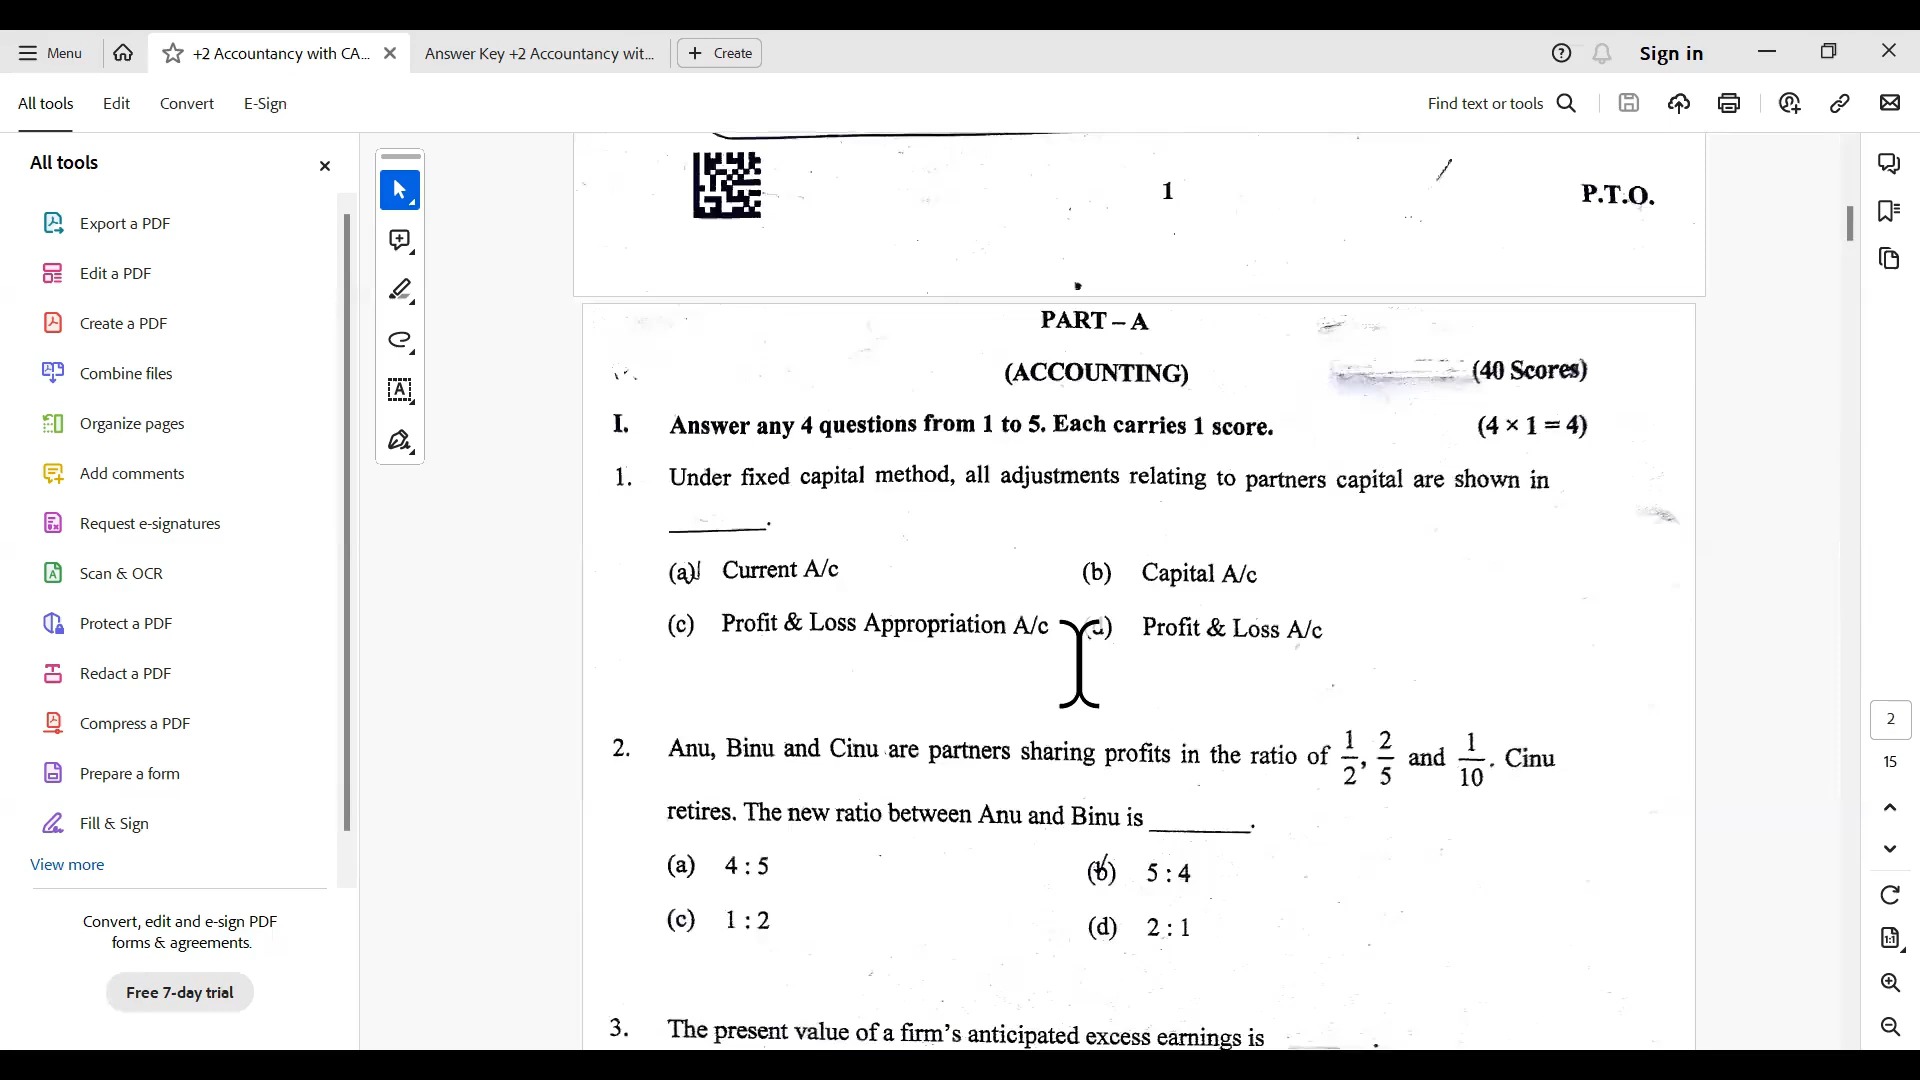 Menu
+2 Accountancy with CA...
Answer Key +2 Accountancy wit...
Create
Sign in
All tools
Edit
Convert
E-Sign
Find text or tools
All tools
Export a PDF
Edit a PDF
Create a PDF
Combine files
Organize pages
Add comments
Request e-signatures
Scan & OCR
Protect a PDF
Redact a PDF
Compress a PDF
Prepare a form
Fill & Sign
View more
Convert, edit and e-sign PDF
forms & agreements.
Free 7-day trial
1
P.T.O.
PART – A
(ACCOUNTING)
(40 Scores)
I. Answer any 4 questions from 1 to 5. Each carries 1 score. (4 × 1 = 4)
1. Under fixed capital method, all adjustments relating to partners capital are shown in
________.
(a) Current A/c (b) Capital A/c
(c) Profit & Loss Appropriation A/c (d) Profit & Loss A/c
2. Anu, Binu and Cinu are partners sharing profits in the ratio of 1/2, 2/5 and 1/10. Cinu
retires. The new ratio between Anu and Binu is ________.
(a) 4 : 5 (b) 5 : 4
(c) 1 : 2 (d) 2 : 1
3. The present value of a firm's anticipated excess earnings is ____.
2
15